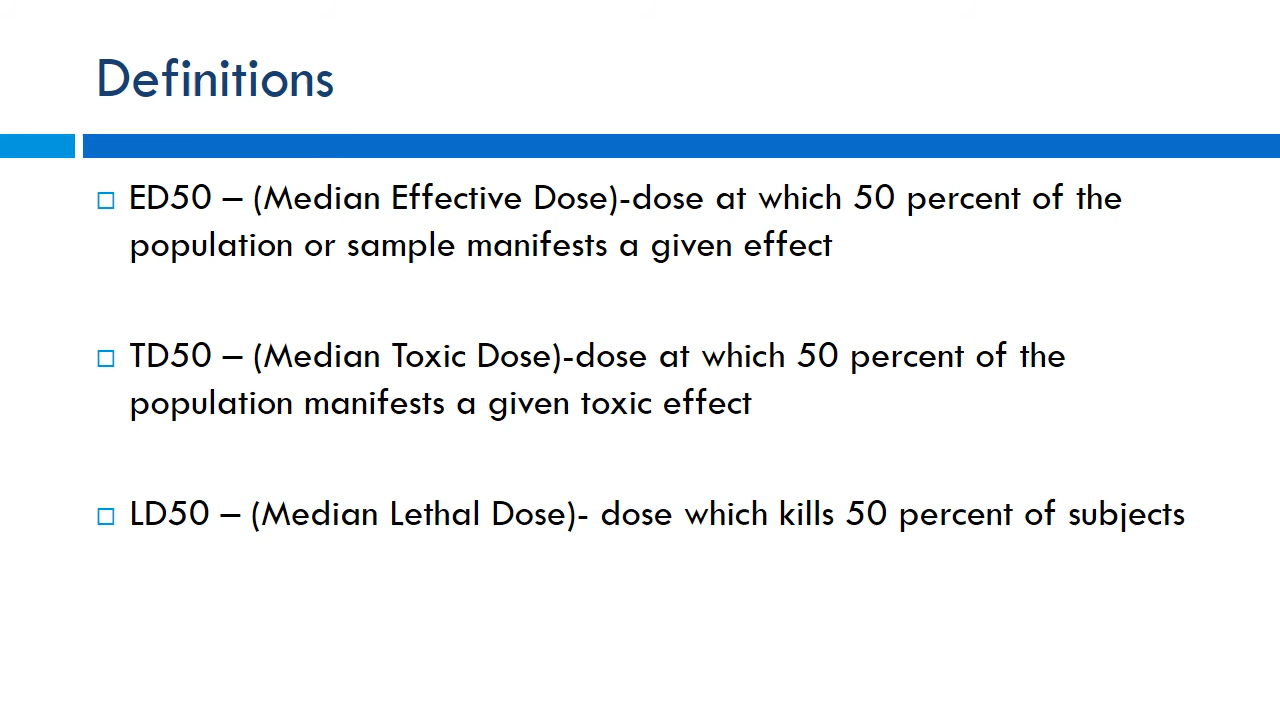 Definitions
ED50 – (Median Effective Dose)-dose at which 50 percent of the
population or sample manifests a given effect
TD50 – (Median Toxic Dose)-dose at which 50 percent of the
population manifests a given toxic effect
LD50 – (Median Lethal Dose)- dose which kills 50 percent of subjects